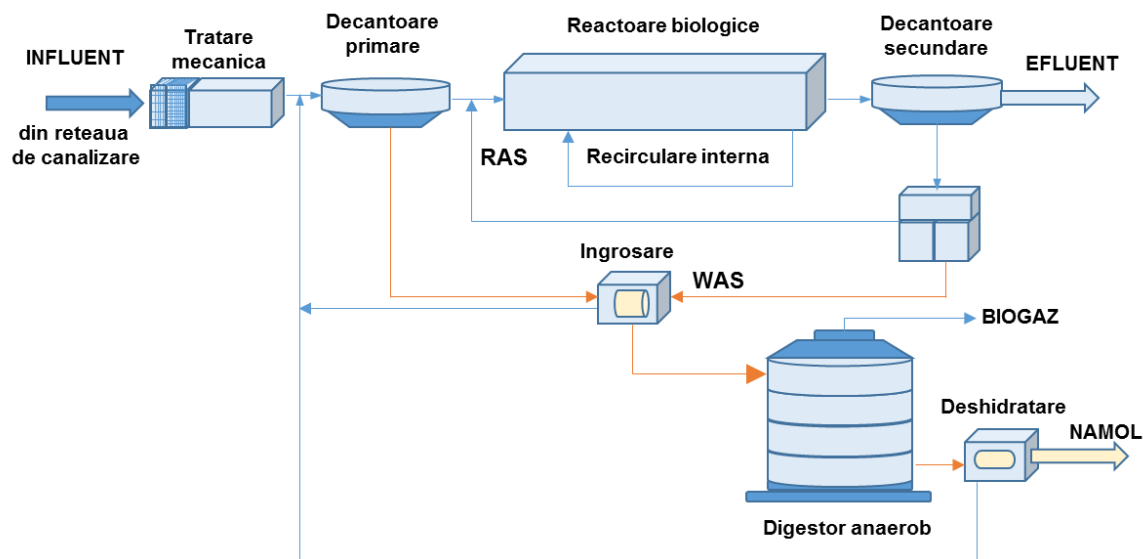 INFLUENT
din reteaua
de canalizare
Tratare
mecanica
Decantoare
primare
Reactoare biologice
Decantoare
secundare
EFLUENT
RAS
Recirculare interna
Ingrosare
WAS
BIOGAZ
Deshidratare
NAMOL
Digestor anaerob